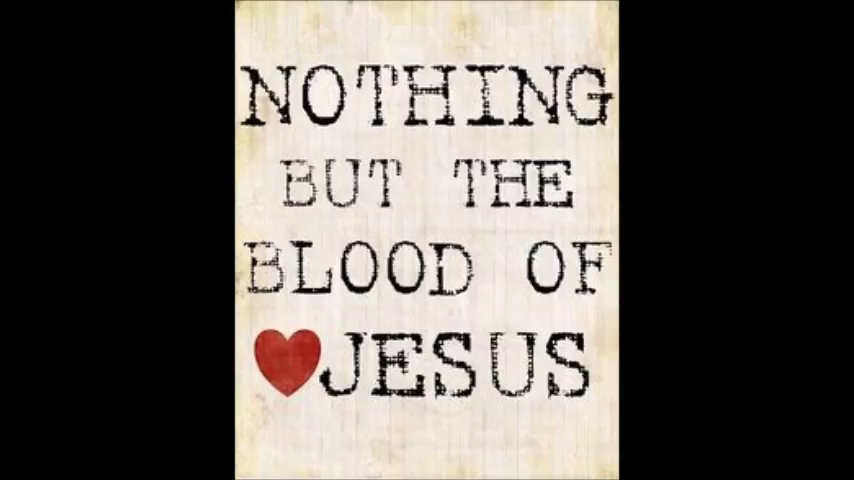 NOTHING
BUT THE
BLOOD OF
JESUS